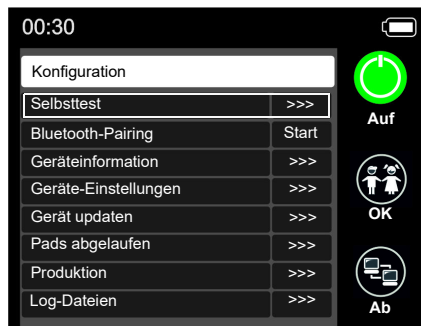 00:30
Konfiguration
Selbsttest >>>
Bluetooth-Pairing Start
Geräteinformation >>>
Geräte-Einstellungen >>>
Gerät updaten >>>
Pads abgelaufen >>>
Produktion >>>
Log-Dateien >>>
Auf
OK
Ab